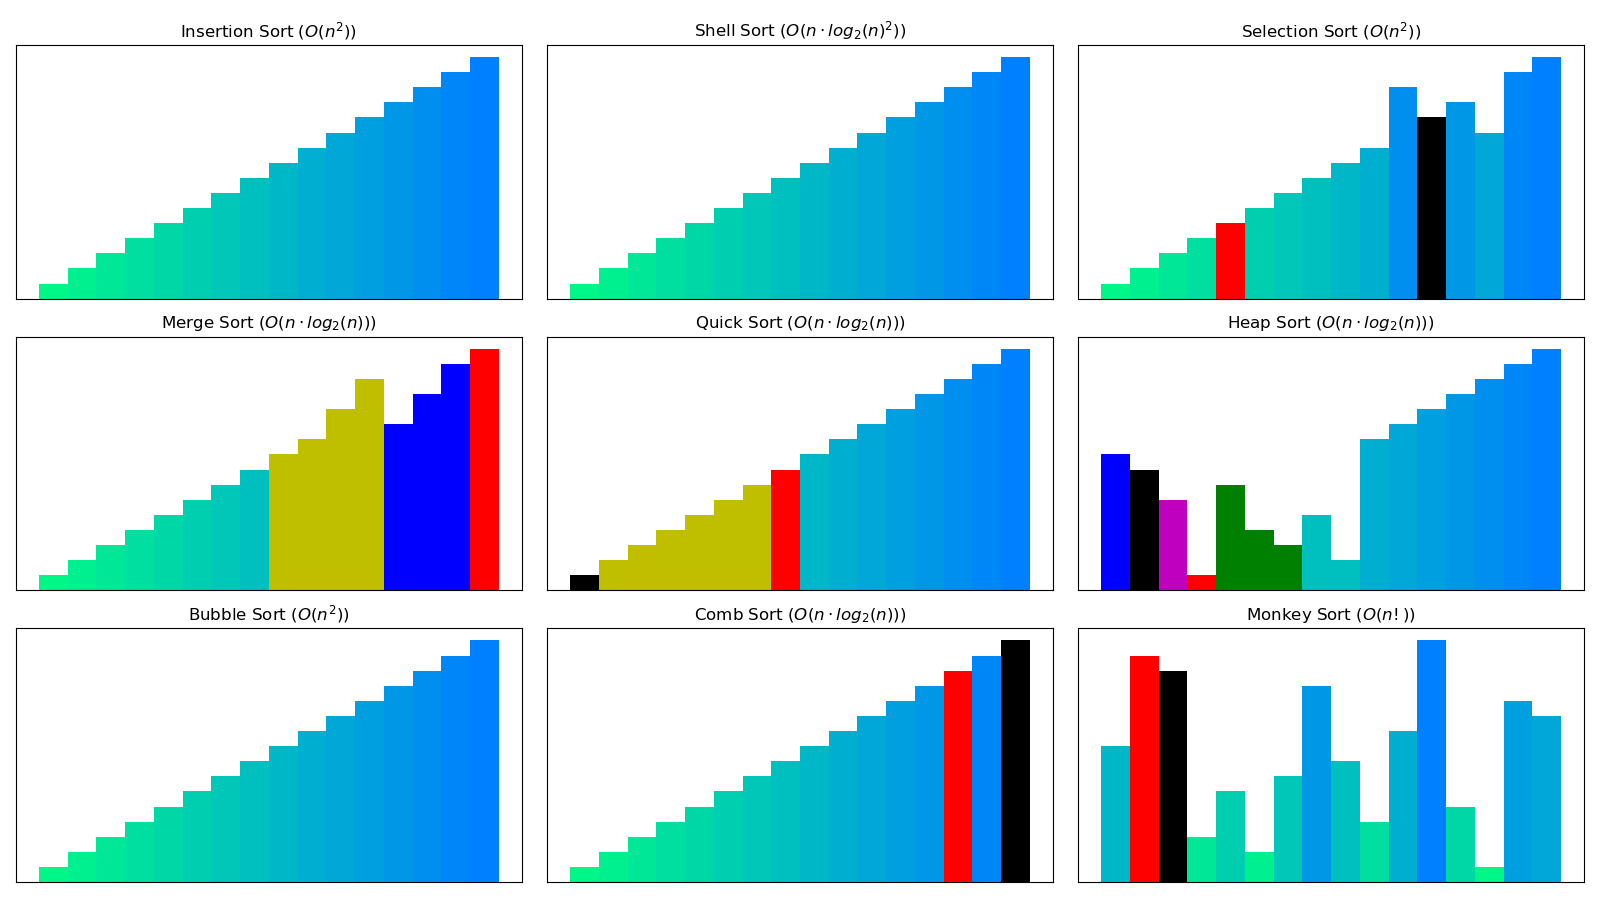 Insertion Sort (O(n²))
Shell Sort (O(n · log₂(n)²))
Selection Sort (O(n²))
Merge Sort (O(n · log₂(n)))
Quick Sort (O(n · log₂(n)))
Heap Sort (O(n · log₂(n)))
Bubble Sort (O(n²))
Comb Sort (O(n · log₂(n)))
Monkey Sort (O(n! ))